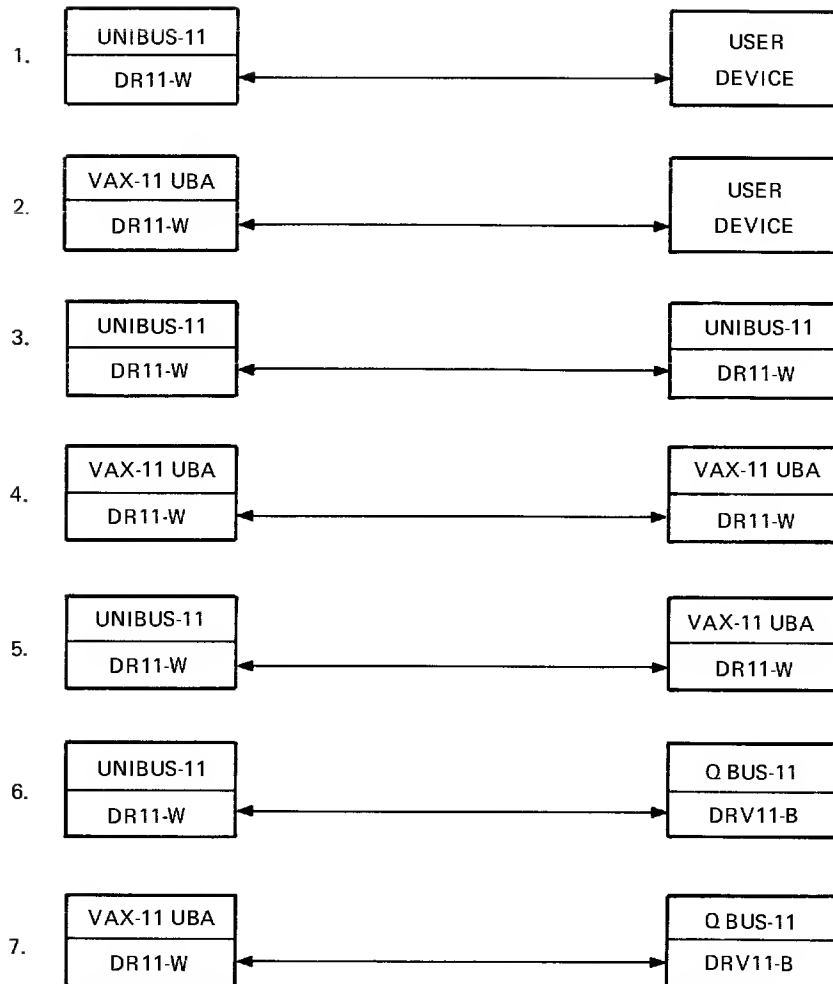 1.
UNIBUS-11
DR11-W
USER
DEVICE
2.
VAX-11 UBA
DR11-W
USER
DEVICE
3.
UNIBUS-11
DR11-W
UNIBUS-11
DR11-W
4.
VAX-11 UBA
DR11-W
VAX-11 UBA
DR11-W
5.
UNIBUS-11
DR11-W
VAX-11 UBA
DR11-W
6.
UNIBUS-11
DR11-W
Q BUS-11
DRV11-B
7.
VAX-11 UBA
DR11-W
Q BUS-11
DRV11-B